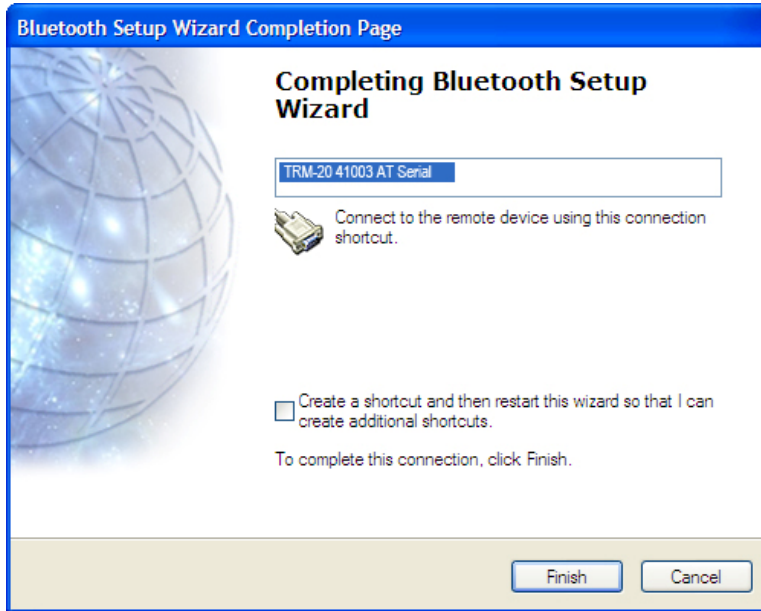 Bluetooth Setup Wizard Completion Page
Completing Bluetooth Setup
Wizard
TRM-20 41003 AT Serial
Connect to the remote device using this connection
shortcut.
Create a shortcut and then restart this wizard so that I can
create additional shortcuts.
To complete this connection, click Finish.
Finish
Cancel